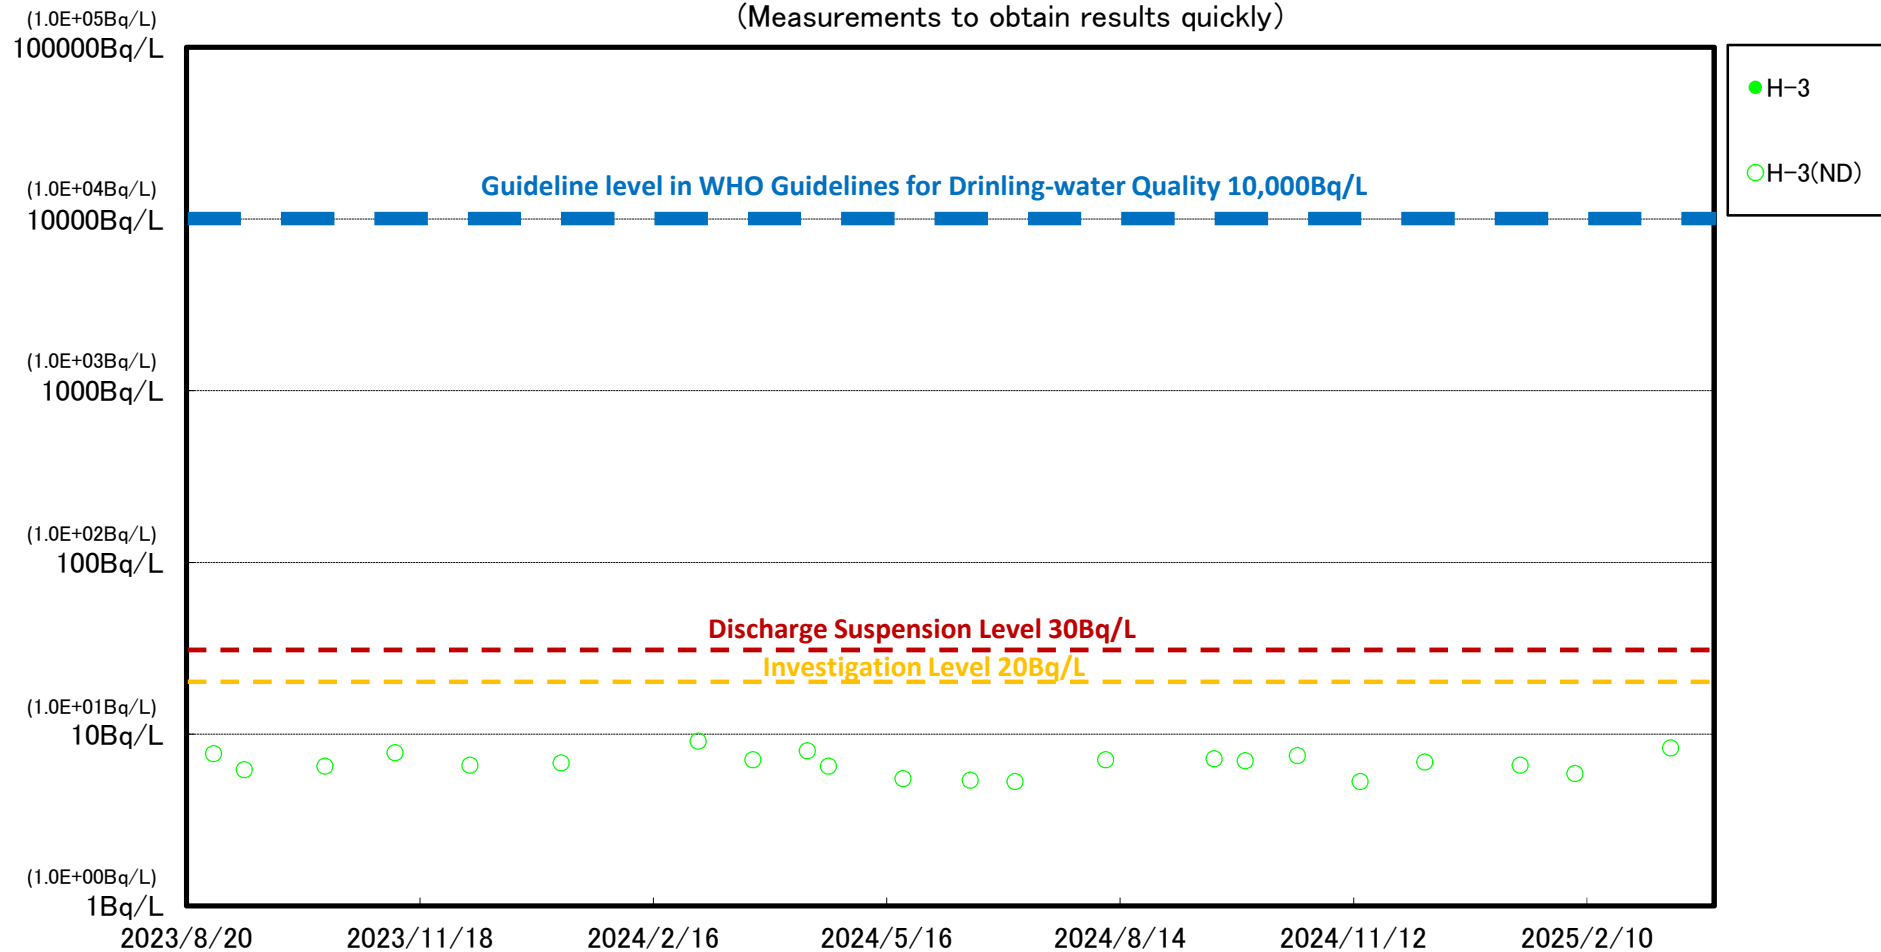 (Measurements to obtain results quickly)
(1.0E+05Bq/L)
100000Bq/L
H-3
H-3(ND)
Guideline level in WHO Guidelines for Drinling-water Quality 10,000Bq/L
(1.0E+04Bq/L)
10000Bq/L
(1.0E+03Bq/L)
1000Bq/L
(1.0E+02Bq/L)
100Bq/L
Discharge Suspension Level 30Bq/L
Investigation Level 20Bq/L
(1.0E+01Bq/L)
10Bq/L
(1.0E+00Bq/L)
1Bq/L
2023/8/20 2023/11/18 2024/2/16 2024/5/16 2024/8/14 2024/11/12 2025/2/10